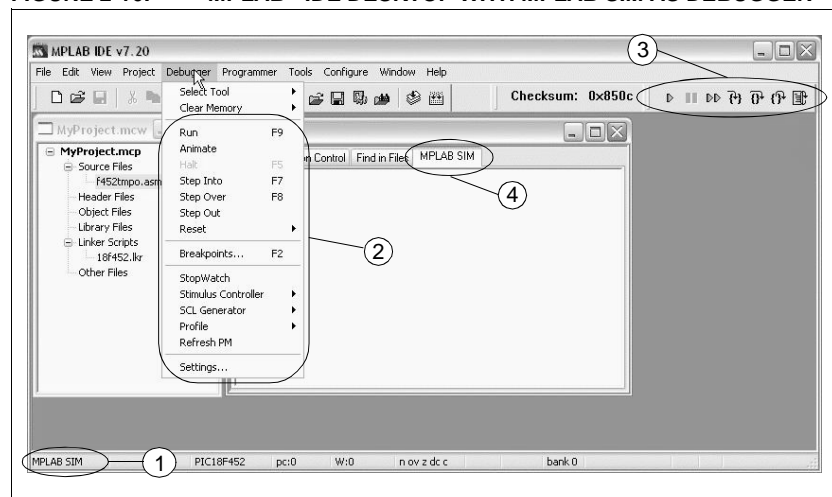 FIGURE 2-10: MPLAB® IDE DESKTOP WITH MPLAB SIM AS DEBUGGER
3
MPLAB IDE v7.20
File Edit View Project Debugger Programmer Tools Configure Window Help
Checksum: 0x850c
Select Tool
Clear Memory
MyProject.mcw
Run F9
Animate
Halt F5
Step Into F7
Step Over F8
Step Out
Reset
Breakpoints... F2
StopWatch
Stimulus Controller
SCL Generator
Profile
Refresh PM
Settings...
MyProject.mcp
Source Files
f452tmpo.asm
Header Files
Object Files
Library Files
Linker Scripts
18f452.lkr
Other Files
on Control Find in Files MPLAB SIM
4
2
MPLAB SIM 1 PIC18F452 pc:0 W:0 n ov z dc c bank 0